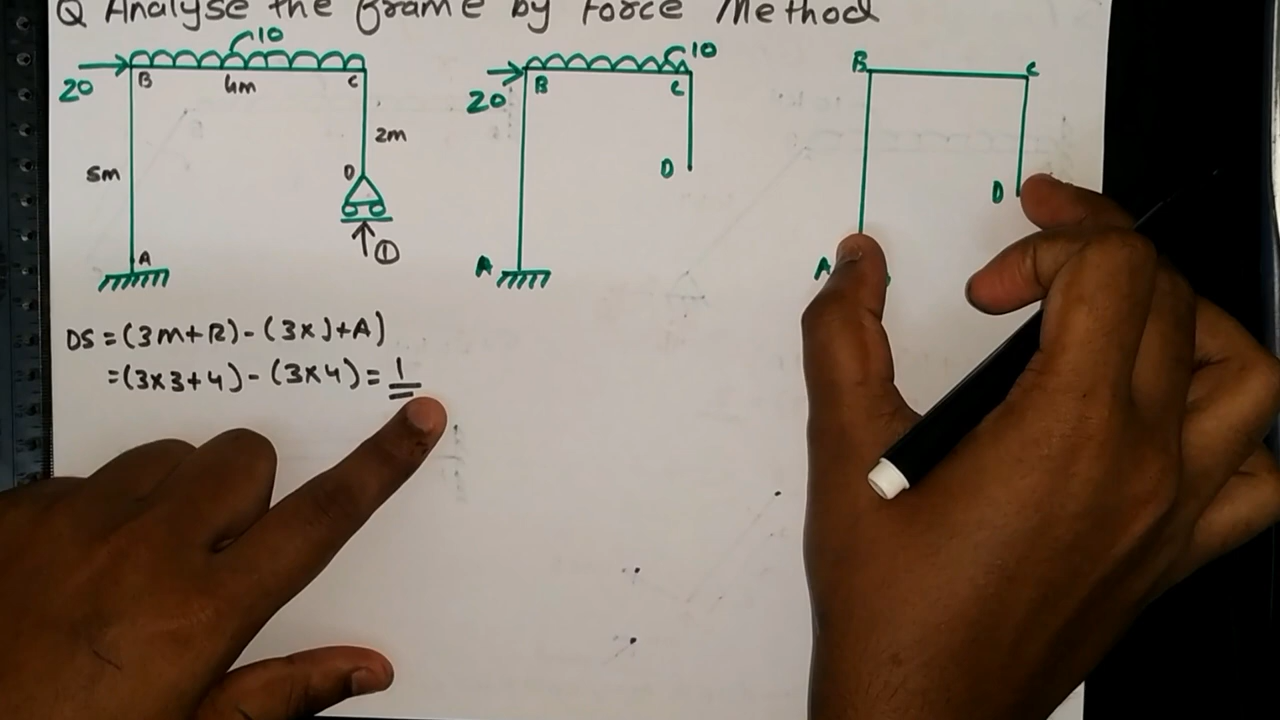 Q Analyse the frame by Force Method
10
20
B
4m
C
5m
2m
D
1
A
10
20
B
C
D
A
B
C
D
A
DS = (3m+R) - (3xJ+A)
= (3x3+4) - (3x4) = 1